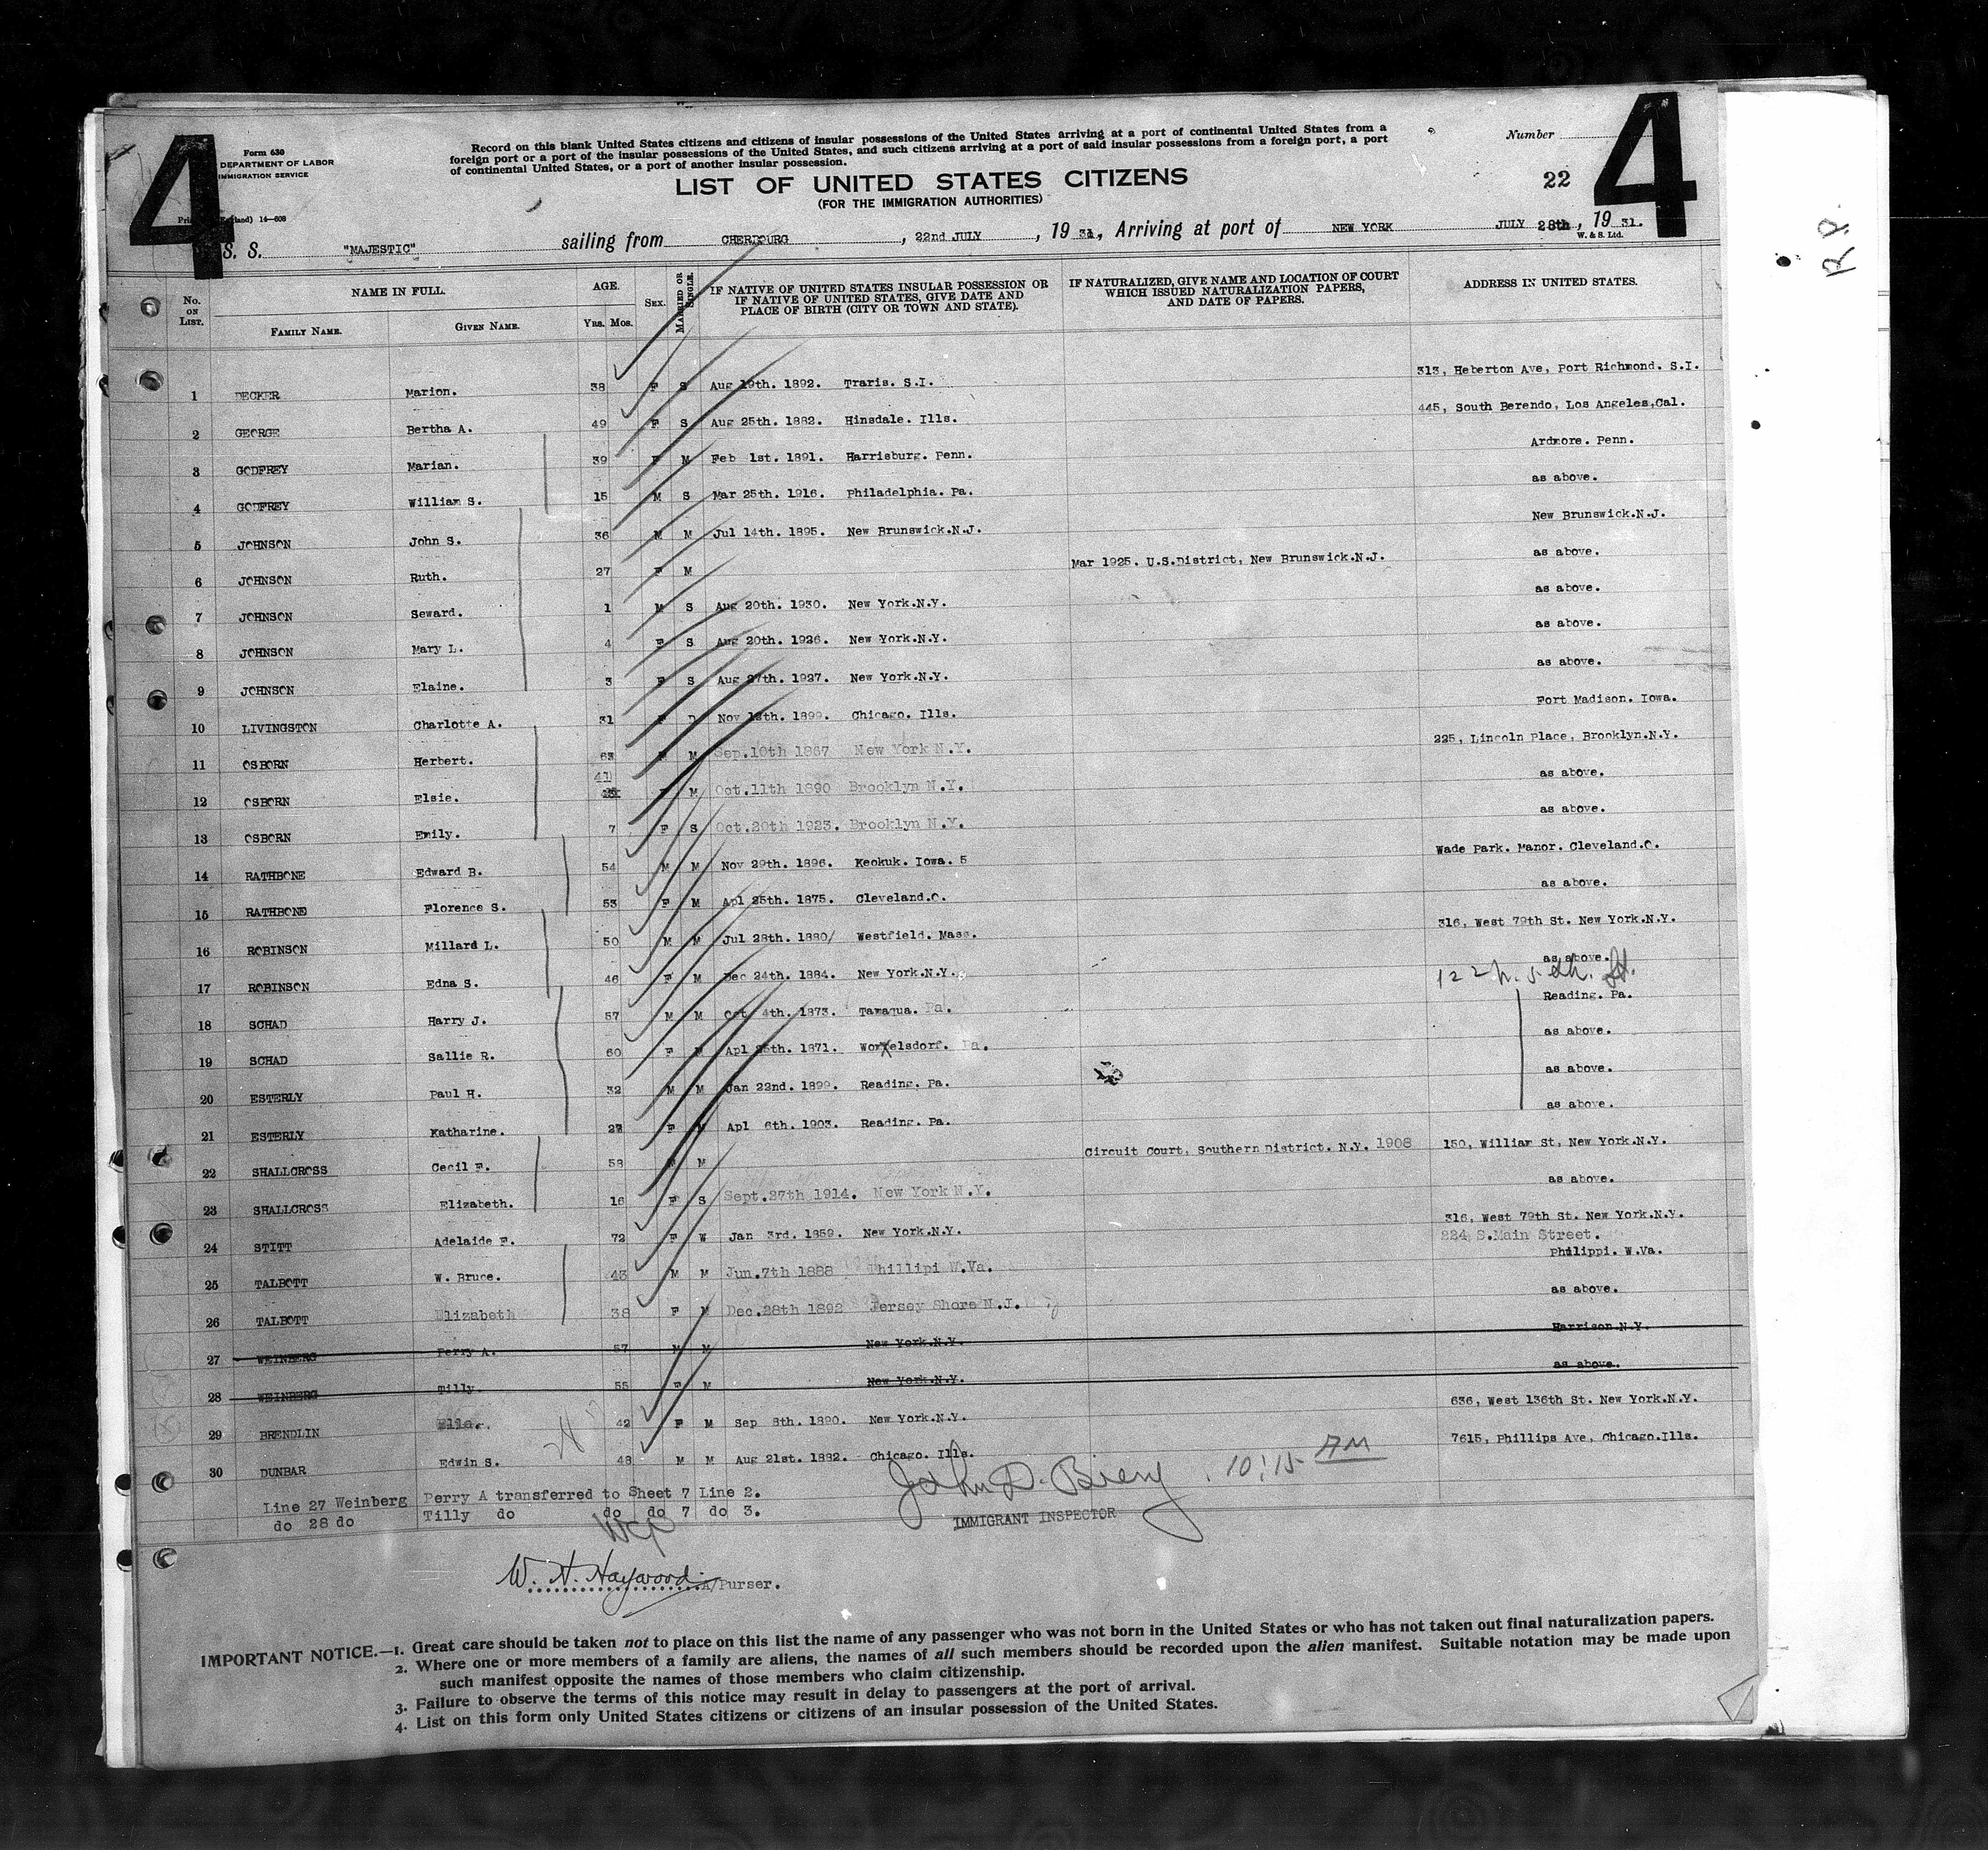 4
Form 630
DEPARTMENT OF LABOR
IMMIGRATION SERVICE
14—608
Record on this blank United States citizens and citizens of insular possessions of the United States arriving at a port of continental United States from a
foreign port or a port of the insular possessions of the United States, and such citizens arriving at a port of said insular possessions from a foreign port, a port
of continental United States, or a port of another insular possession.
LIST OF UNITED STATES CITIZENS
(FOR THE IMMIGRATION AUTHORITIES)
Number
22
4
S. S. "MAJESTIC" sailing from CHERBOURG, 22nd JULY, 19 31, Arriving at port of NEW YORK JULY 28th, 19 31.
W. & S. Ltd.
R.P.
No. ON LIST. NAME IN FULL. FAMILY NAME. GIVEN NAME. AGE. YRS. MOS. SEX. MARRIED OR SINGLE. IF NATIVE OF UNITED STATES INSULAR POSSESSION OR IF NATIVE OF UNITED STATES, GIVE DATE AND PLACE OF BIRTH (CITY OR TOWN AND STATE). IF NATURALIZED, GIVE NAME AND LOCATION OF COURT WHICH ISSUED NATURALIZATION PAPERS, AND DATE OF PAPERS. ADDRESS IN UNITED STATES.
1 DECKER Marion. 38 F S Aug 19th. 1892. Traris. S.I. 313, Heberton Ave, Port Richmond. S.I.
2 GEORGE Bertha A. 49 F S Aug 25th. 1882. Hinsdale. Ills. 445, South Berendo, Los Angeles,Cal.
3 GODFREY Marian. 39 F M Feb 1st. 1891. Harrisburg. Penn. Ardmore. Penn.
4 GODFREY William S. 15 M S Mar 25th. 1916. Philadelphia. Pa. as above.
5 JOHNSON John S. 36 M M Jul 14th. 1895. New Brunswick.N.J. New Brunswick.N.J.
6 JOHNSON Ruth. 27 F M Mar 1925. U.S.District, New Brunswick.N.J. as above.
7 JOHNSON Seward. 1 M S Aug 20th. 1930. New York.N.Y. as above.
8 JOHNSON Mary L. 4 F S Aug 20th. 1926. New York.N.Y. as above.
9 JOHNSON Elaine. 3 F S Aug 27th. 1927. New York.N.Y. as above.
10 LIVINGSTON Charlotte A. 31 F D Nov 18th. 1899. Chicago. Ills. Fort Madison. Iowa.
11 OSBORN Herbert. 63 M Sep.10th 1867 New York N.Y. 225, Lincoln Place, Brooklyn.N.Y.
12 OSBORN Elsie. 41 M Oct.11th 1890 Brooklyn N.Y. as above.
13 OSBORN Emily. 7 F S Oct.20th 1923. Brooklyn N.Y. as above.
14 RATHBONE Edward B. 54 M M Nov 29th. 1896. Keokuk. Iowa. 5 Wade Park. Manor. Cleveland.O.
15 RATHBONE Florence S. 53 F M Apl 25th. 1875. Cleveland.O. as above.
16 ROBINSON Millard L. 50 M M Jul 28th. 1880/ Westfield. Mass. 316, West 79th St. New York.N.Y.
17 ROBINSON Edna S. 46 F M Dec 24th. 1884. New York.N.Y. as above.
18 SCHAD Harry J. 57 M M Oct 4th. 1873. Tamaqua. Pa. 122 N. 5th. St. Reading. Pa.
19 SCHAD Sallie R. 60 F M Apl 25th. 1871. Womelsdorf. Pa. as above.
20 ESTERLY Paul H. 32 M M Jan 22nd. 1899. Reading. Pa. as above.
21 ESTERLY Katharine. 28 F M Apl 6th. 1903. Reading. Pa. as above.
22 SHALLCROSS Cecil F. 58 M M Circuit Court, Southern District. N.Y. 1908 150, William St, New York.N.Y.
23 SHALLCROSS Elizabeth. 16 F S Sept.27th 1914. New York N.Y. as above.
24 STITT Adelaide F. 72 F W Jan 3rd. 1859. New York.N.Y. 316, West 79th St. New York.N.Y.
25 TALBOTT W. Bruce. 43 M M Jun.7th 1888 Phillipi W.Va. 224 S.Main Street. Philippi. W.Va.
26 TALBOTT Elizabeth 38 F M Dec.28th 1892 Jersey Shore N.J. as above.
27 WEINBERG Perry A. 57 M M New York.N.Y. Harrison.N.Y.
28 WEINBERG Tilly. 55 F M New York.N.Y. as above.
29 BRENDLIN Ella. 42 F M Sep 8th. 1890. New York.N.Y. 636, West 136th St. New York.N.Y.
30 DUNBAR Edwin S. 48 M M Aug 21st. 1882. Chicago. Ills. 7615, Phillips Ave, Chicago.Ills.
Line 27 Weinberg Perry A transferred to Sheet 7 Line 2.
do 28 do Tilly do do do 7 do 3.
John D. Bieny. 10:15 AM
IMMIGRANT INSPECTOR
W. H. Haywood A/Purser.
IMPORTANT NOTICE.—1. Great care should be taken not to place on this list the name of any passenger who was not born in the United States or who has not taken out final naturalization papers.
2. Where one or more members of a family are aliens, the names of all such members should be recorded upon the alien manifest. Suitable notation may be made upon
such manifest opposite the names of those members who claim citizenship.
3. Failure to observe the terms of this notice may result in delay to passengers at the port of arrival.
4. List on this form only United States citizens or citizens of an insular possession of the United States.